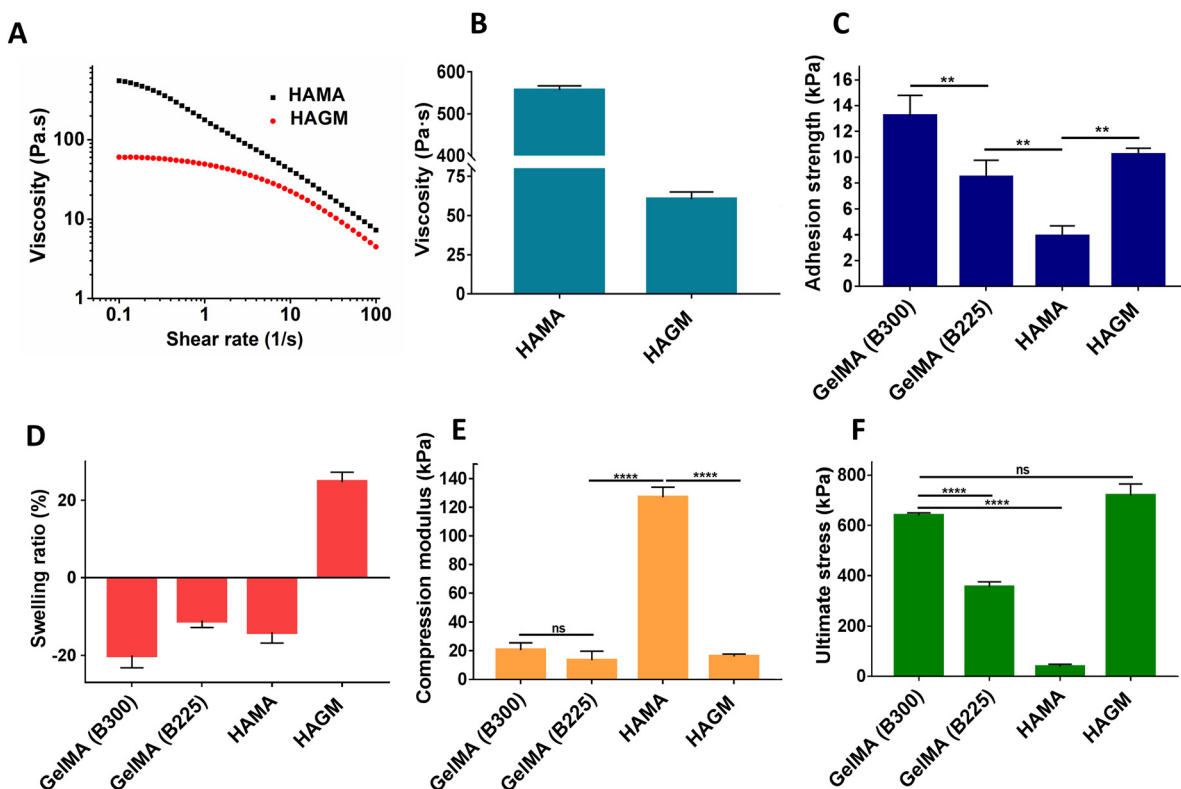 A
Viscosity (Pa.s)
100
10
1
HAMA
HAGM
0.1
1
10
100
Shear rate (1/s)
B
Viscosity (Pa·s)
600
550
500
400
75
50
25
0
HAMA
HAGM
C
Adhesion strength (kPa)
16
14
12
10
8
6
4
2
0
**
**
**
GelMA (B300)
GelMA (B225)
HAMA
HAGM
D
Swelling ratio (%)
20
0
-20
GelMA (B300)
GelMA (B225)
HAMA
HAGM
E
Compression modulus (kPa)
140
120
100
80
60
40
20
0
ns
****
****
GelMA (B300)
GelMA (B225)
HAMA
HAGM
F
Ultimate stress (kPa)
800
600
400
200
0
ns
****
****
GelMA (B300)
GelMA (B225)
HAMA
HAGM